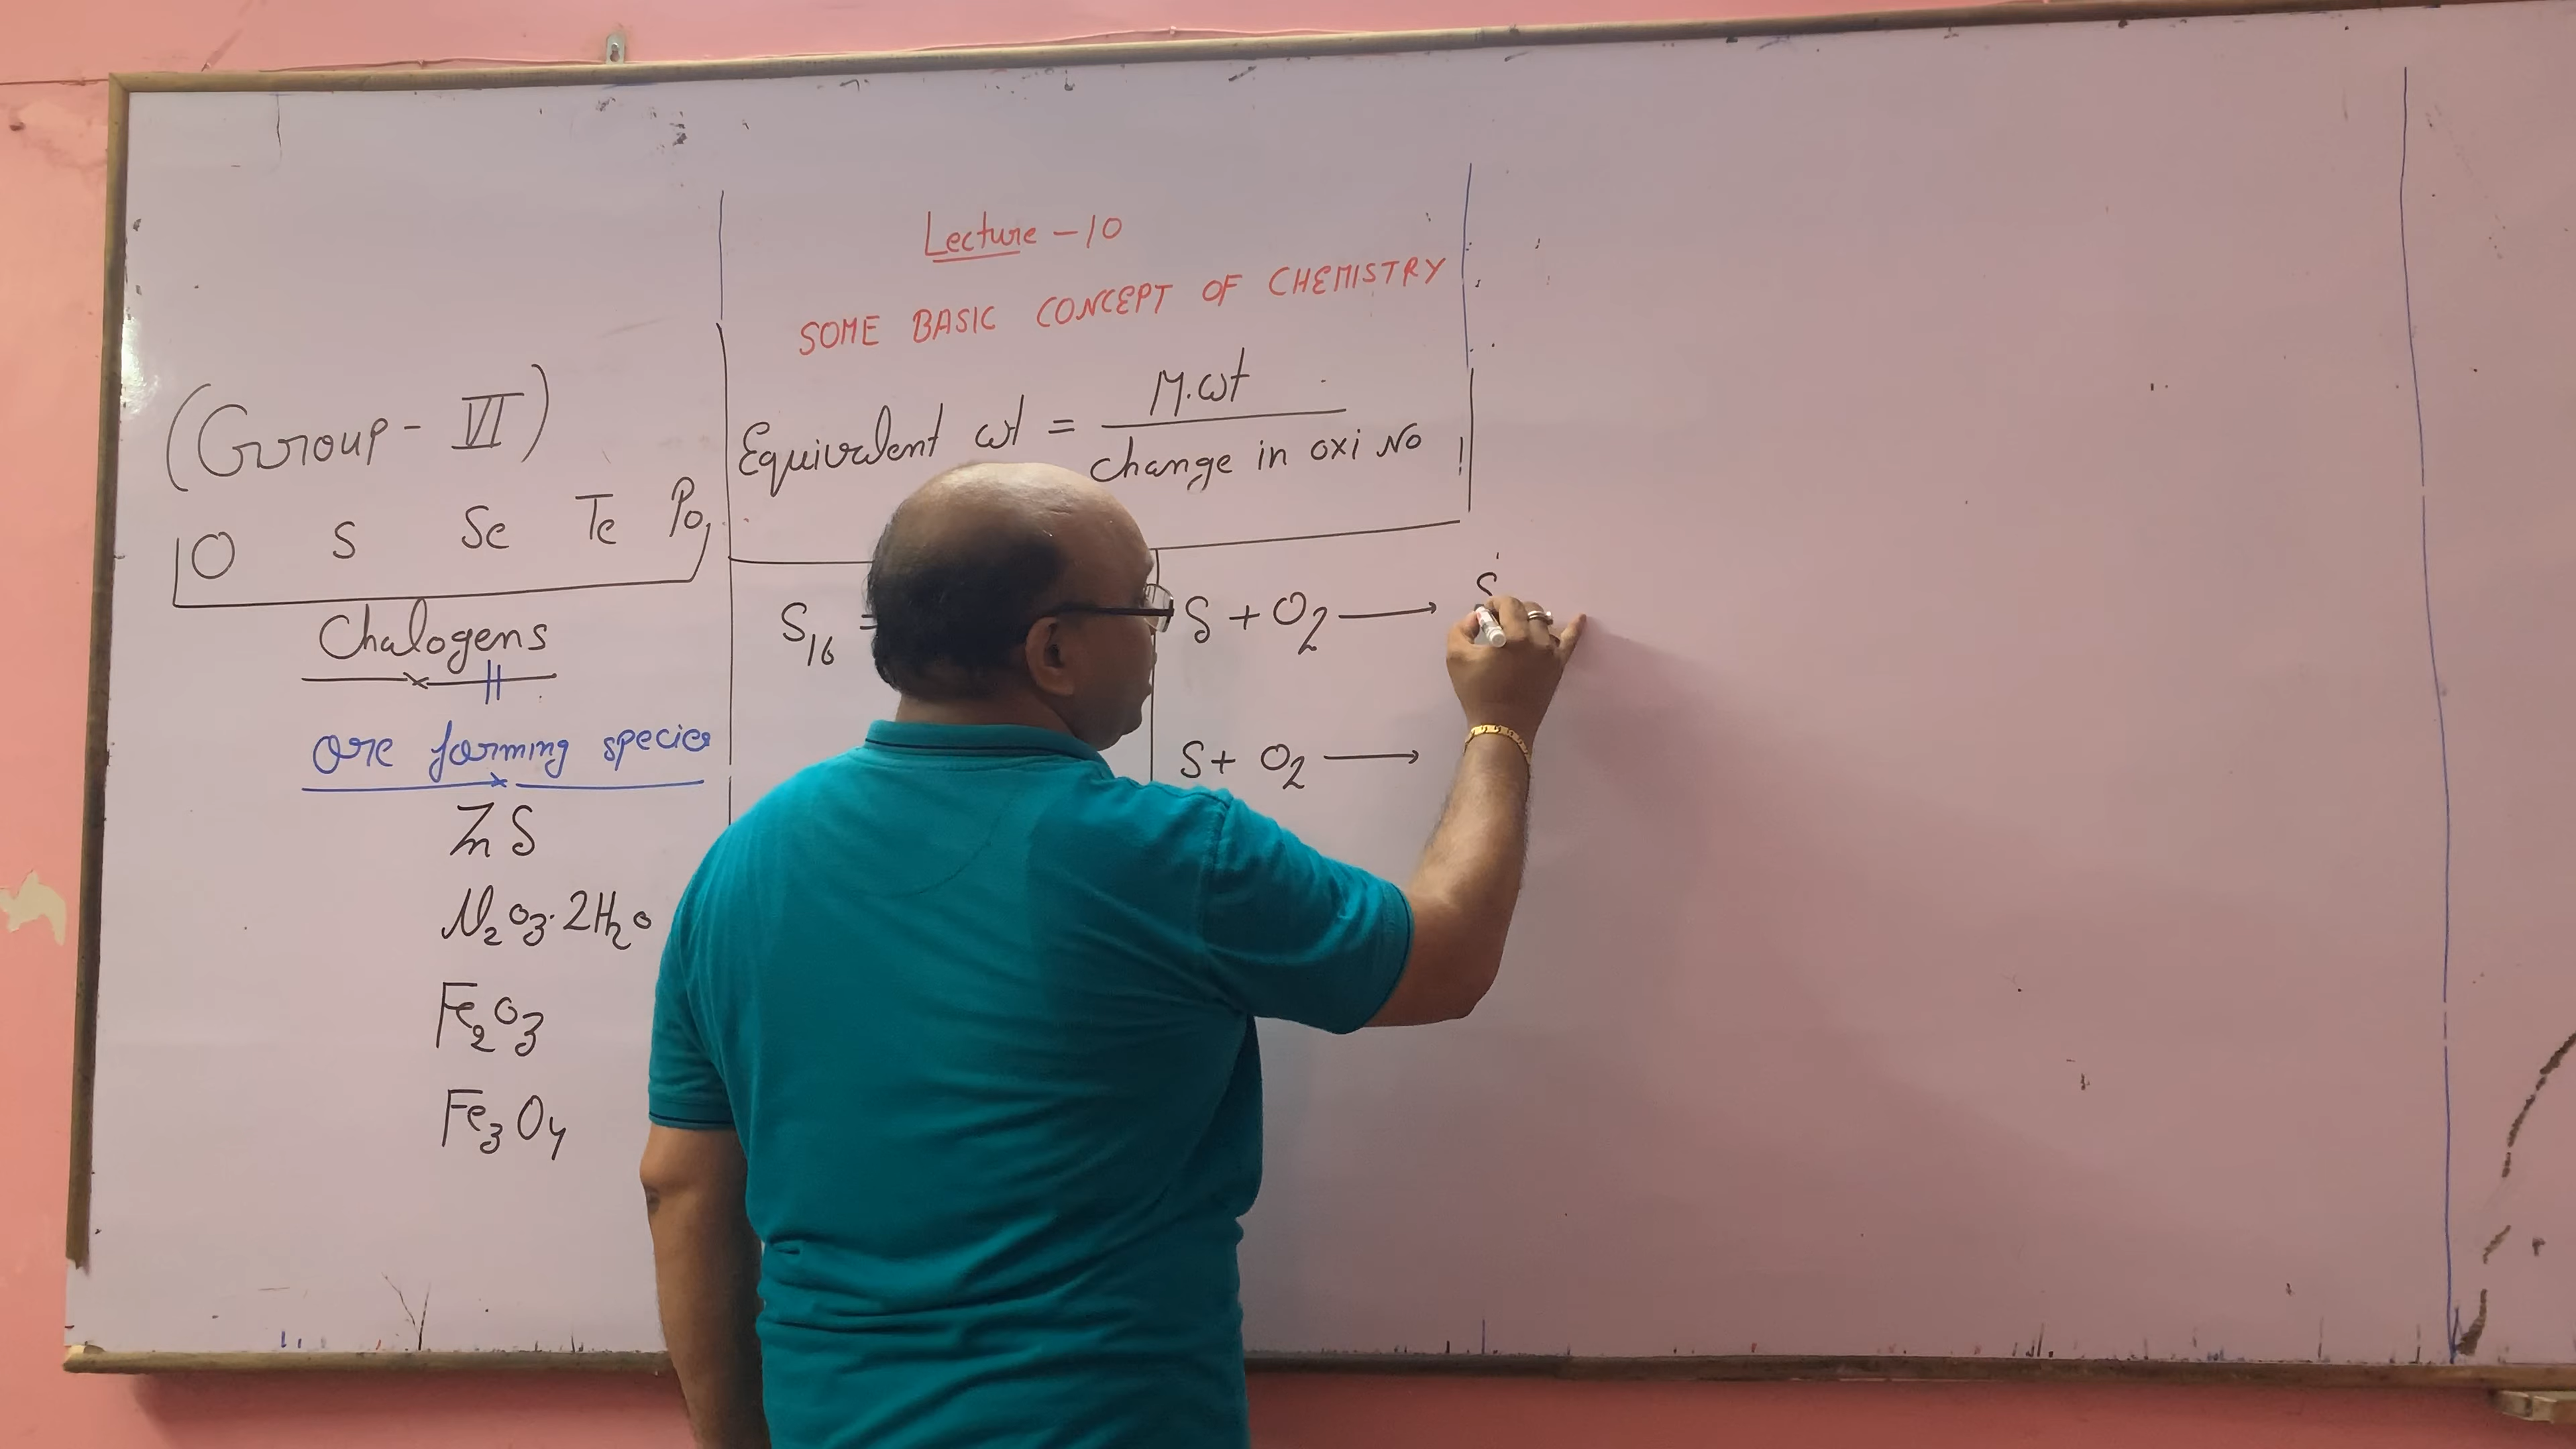 (Group - VI)
O S Se Te Po
Chalogens
Ore forming species
ZnS
Al₂O₃·2H₂O
Fe₂O₃
Fe₃O₄
Lecture - 10
SOME BASIC CONCEPT OF CHEMISTRY
Equivalent wt = M.wt / change in oxi No
S₁₆ =
S + O₂ ⟶ S
S + O₂ ⟶